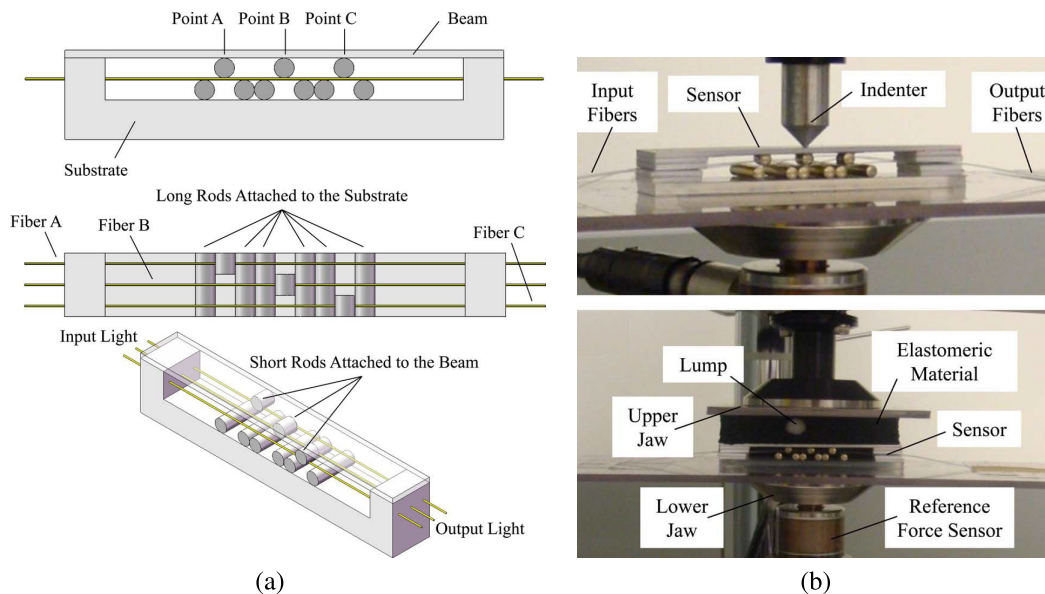 Point A Point B Point C Beam
Substrate
Long Rods Attached to the Substrate
Fiber A
Fiber B
Fiber C
Input Light
Short Rods Attached to the Beam
Output Light
(a)
Input
Fibers
Sensor
Indenter
Output
Fibers
Lump
Elastomeric
Material
Upper
Jaw
Sensor
Lower
Jaw
Reference
Force Sensor
(b)